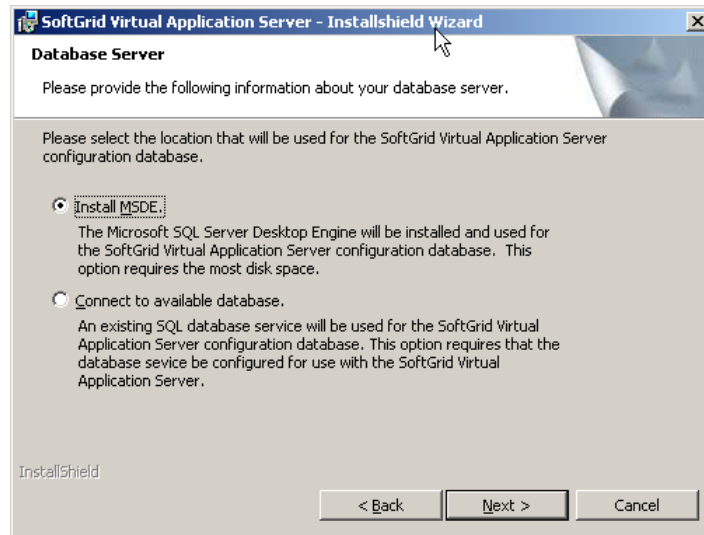 SoftGrid Virtual Application Server - Installshield Wizard
Database Server
Please provide the following information about your database server.
Please select the location that will be used for the SoftGrid Virtual Application Server
configuration database.
Install MSDE.
The Microsoft SQL Server Desktop Engine will be installed and used for
the SoftGrid Virtual Application Server configuration database. This
option requires the most disk space.
Connect to available database.
An existing SQL database service will be used for the SoftGrid Virtual
Application Server configuration database. This option requires that the
database sevice be configured for use with the SoftGrid Virtual
Application Server.
InstallShield
< Back
Next >
Cancel